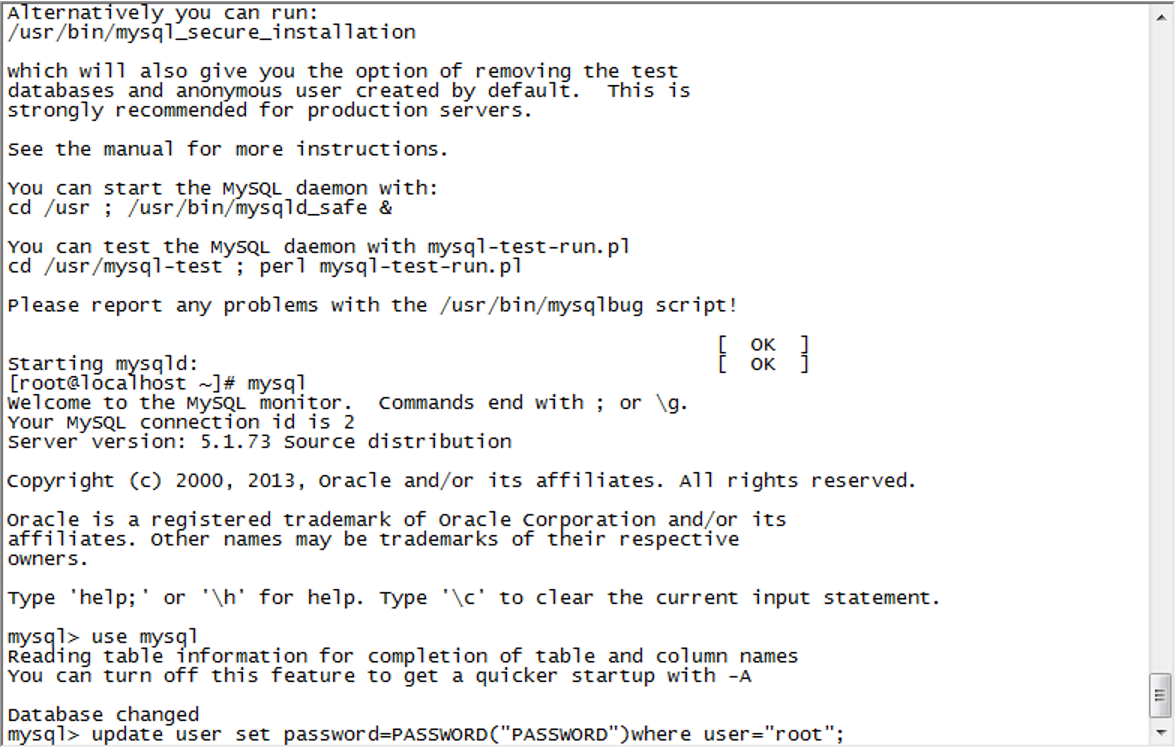 Alternatively you can run:
/usr/bin/mysql_secure_installation
which will also give you the option of removing the test
databases and anonymous user created by default.  This is
strongly recommended for production servers.
See the manual for more instructions.
You can start the MySQL daemon with:
cd /usr ; /usr/bin/mysqld_safe &
You can test the MySQL daemon with mysql-test-run.pl
cd /usr/mysql-test ; perl mysql-test-run.pl
Please report any problems with the /usr/bin/mysqlbug script!
[  OK  ]
Starting mysqld:                                           [  OK  ]
[root@localhost ~]# mysql
Welcome to the MySQL monitor.  Commands end with ; or \g.
Your MySQL connection id is 2
Server version: 5.1.73 Source distribution
Copyright (c) 2000, 2013, Oracle and/or its affiliates. All rights reserved.
Oracle is a registered trademark of Oracle Corporation and/or its
affiliates. Other names may be trademarks of their respective
owners.
Type 'help;' or '\h' for help. Type '\c' to clear the current input statement.
mysql> use mysql
Reading table information for completion of table and column names
You can turn off this feature to get a quicker startup with -A
Database changed
mysql> update user set password=PASSWORD("PASSWORD")where user="root";